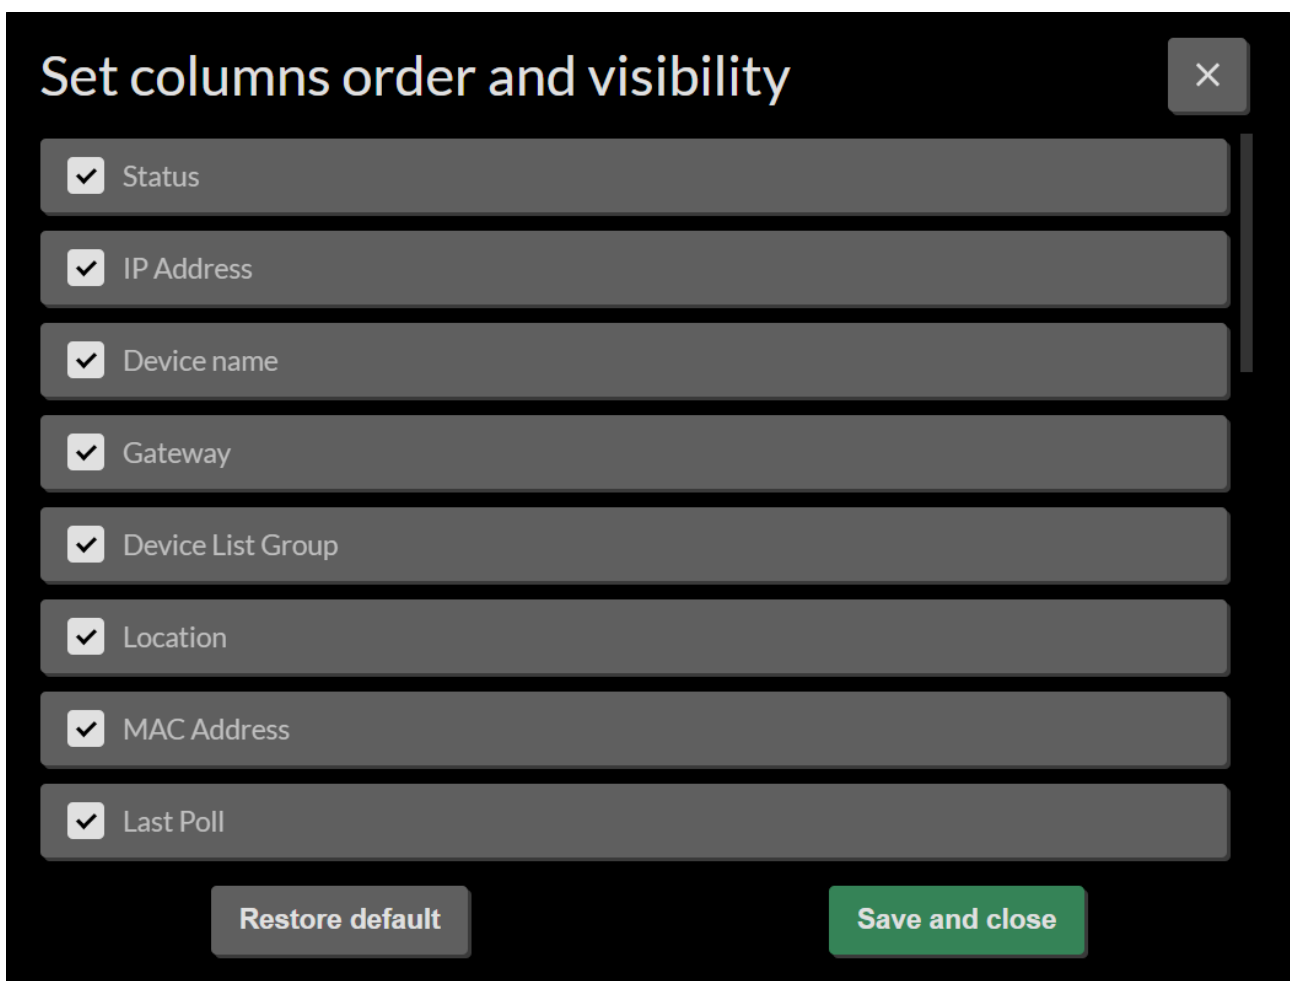 Set columns order and visibility
Status
IP Address
Device name
Gateway
Device List Group
Location
MAC Address
Last Poll
Restore default
Save and close